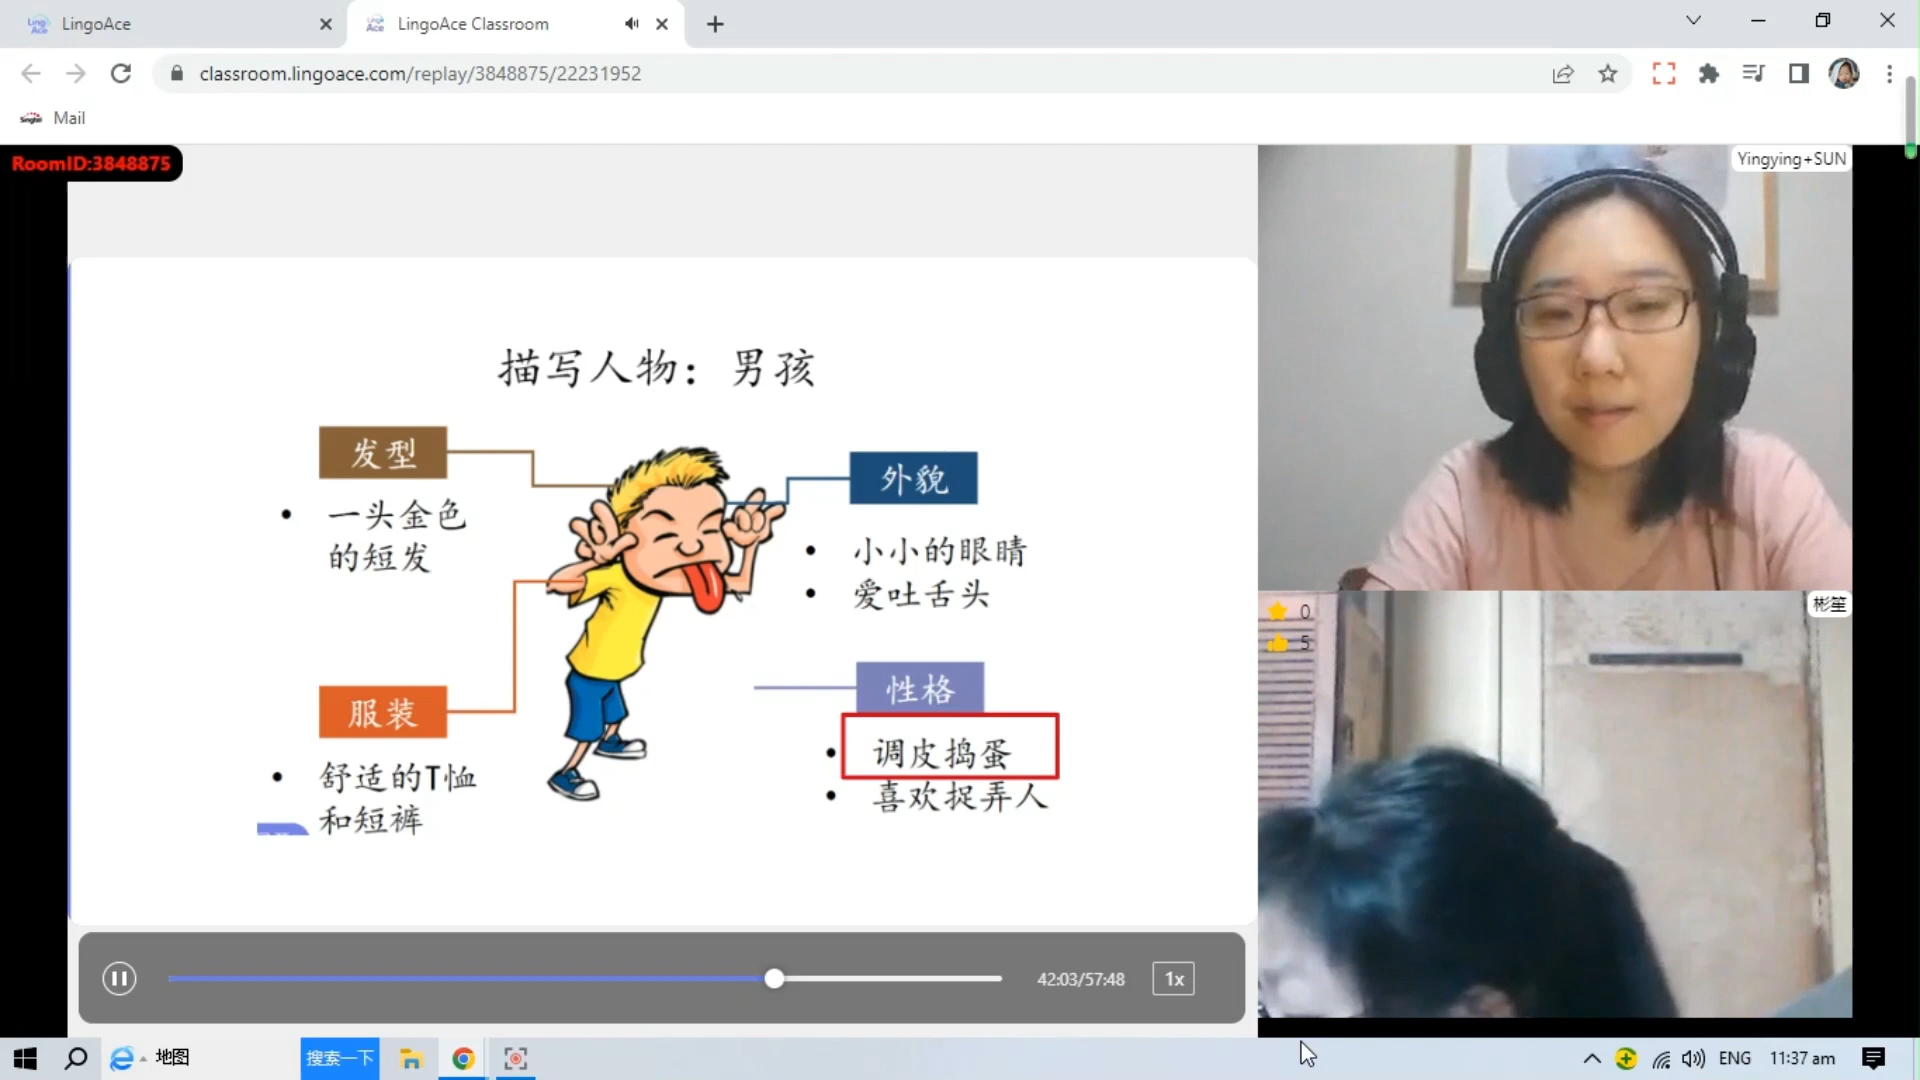 LingoAce
LingoAce Classroom
classroom.lingoace.com/replay/3848875/22231952
Singtel
Mail
RoomID:3848875
描写人物：男孩
发型
一头金色
的短发
外貌
小小的眼睛
爱吐舌头
服装
舒适的T恤
和短裤
性格
调皮捣蛋
喜欢捉弄人
42:03/57:48
1x
Yingying+SUN
彬笙
0
5
地图
搜索一下
ENG
11:37 am